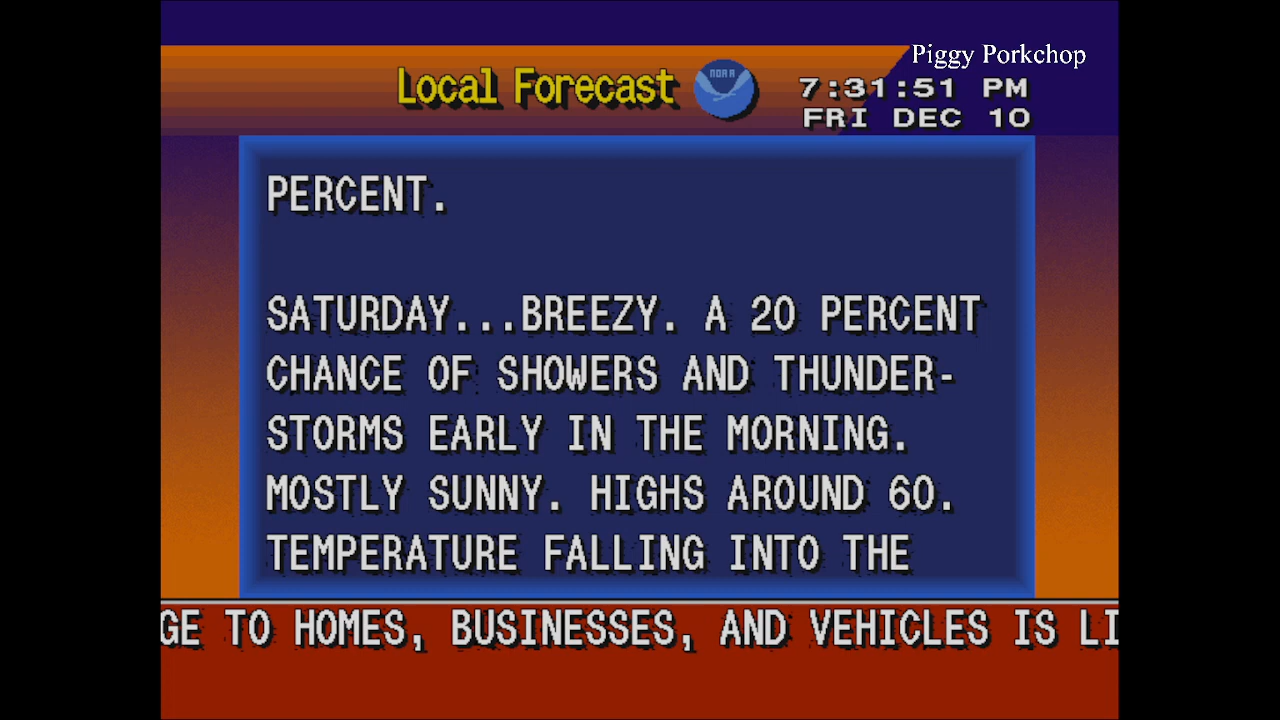 Piggy Porkchop
Local Forecast
NOAA
7:31:51 PM
FRI DEC 10
PERCENT.
SATURDAY...BREEZY. A 20 PERCENT
CHANCE OF SHOWERS AND THUNDER-
STORMS EARLY IN THE MORNING.
MOSTLY SUNNY. HIGHS AROUND 60.
TEMPERATURE FALLING INTO THE
GE TO HOMES, BUSINESSES, AND VEHICLES IS LI